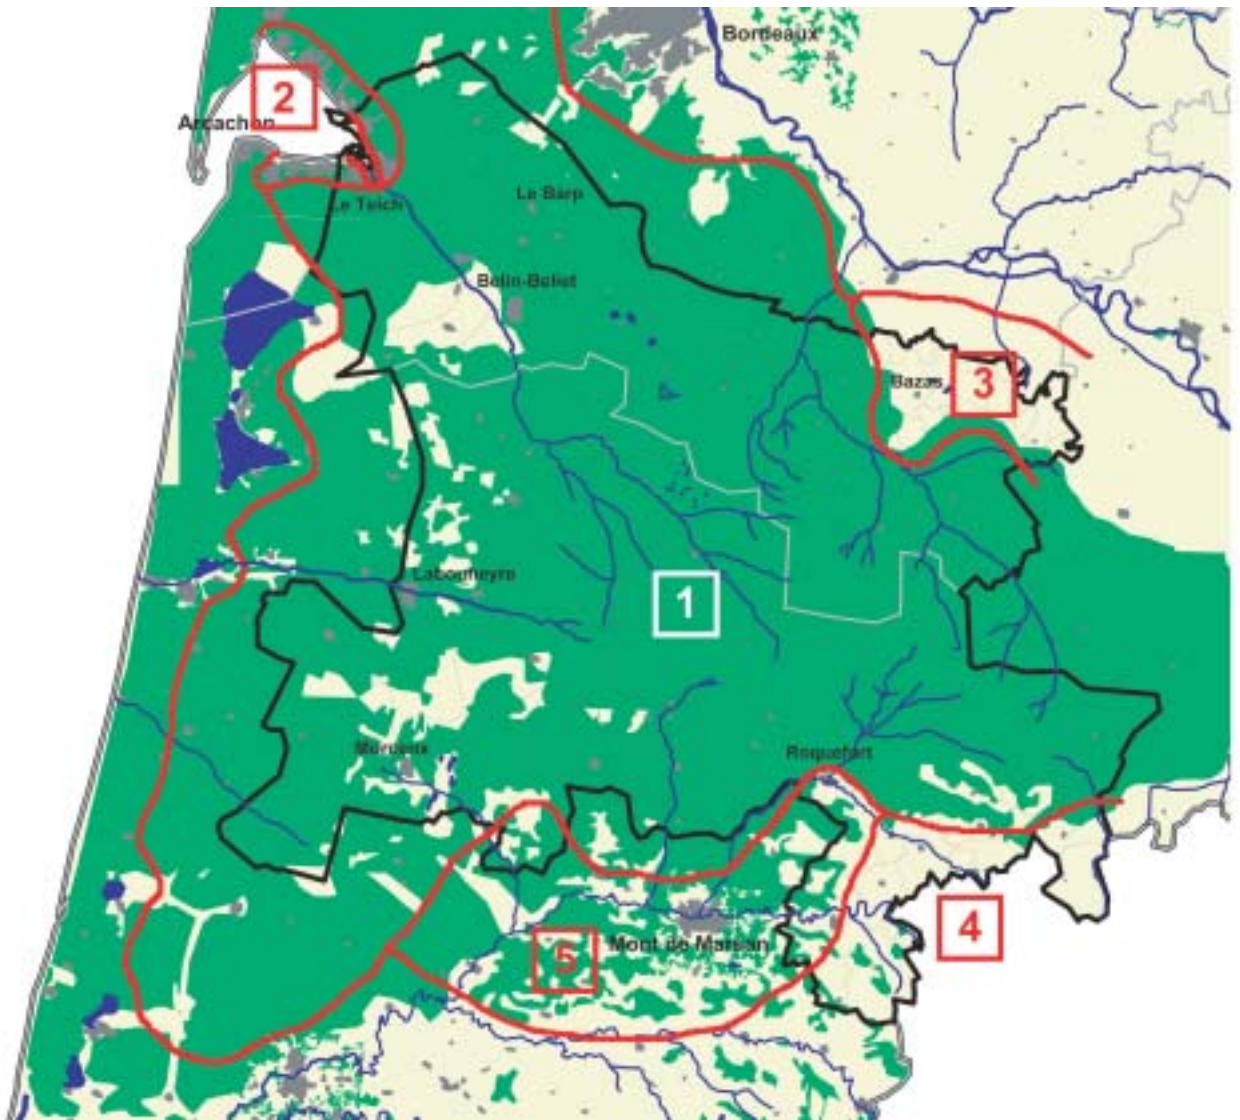 Bordeaux
2
Arcachon
Le Teich
Le Barp
Belin-Beliet
Bazas
3
Labouheyre
1
Morcenx
Roquefort
4
Mont de Marsan
5